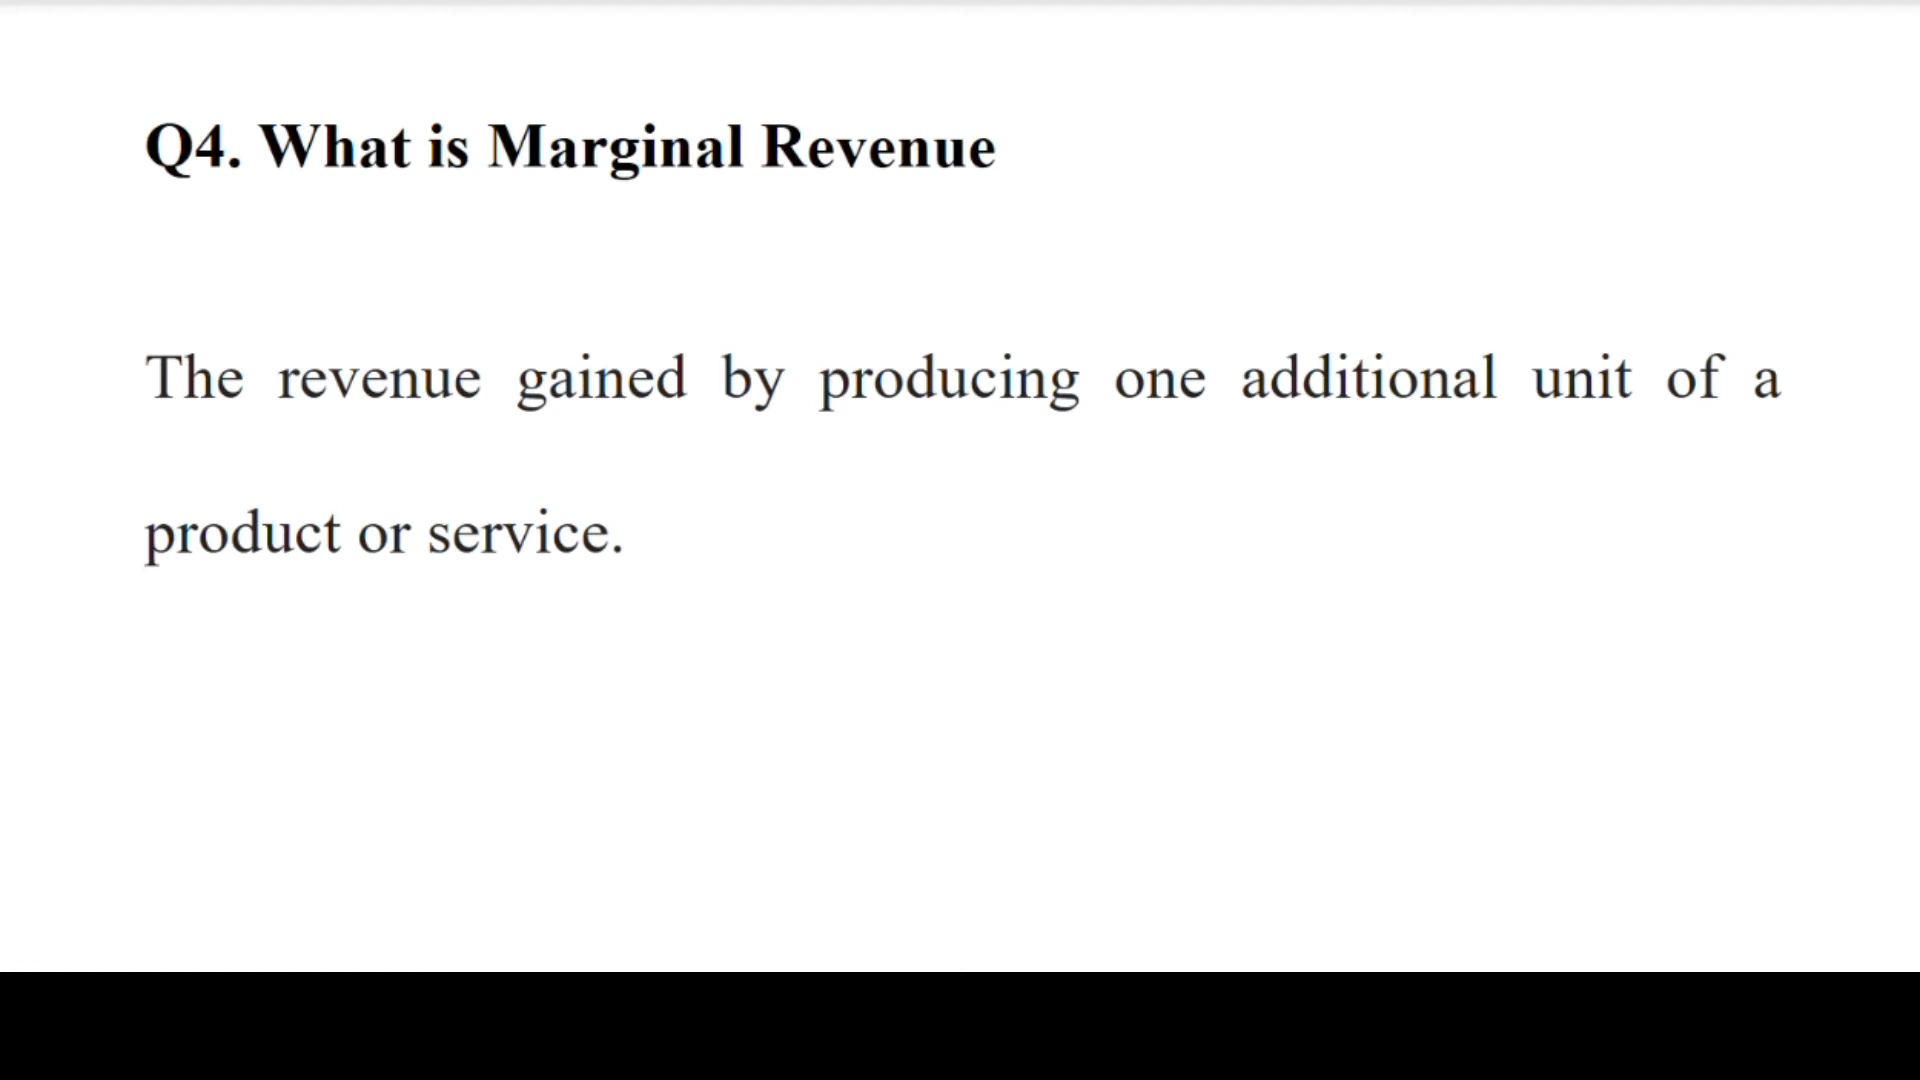 Q4. What is Marginal Revenue
The revenue gained by producing one additional unit of a
product or service.